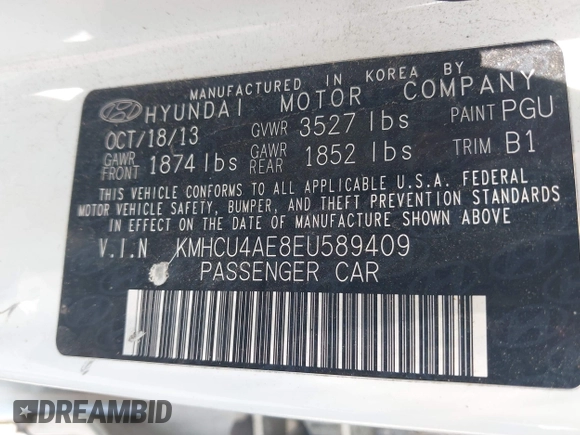 MANUFACTURED IN KOREA BY
HYUNDAI MOTOR COMPANY
OCT/18/13 GVWR 3527 lbs PAINT PGU
GAWR FRONT 1874 lbs GAWR REAR 1852 lbs TRIM B1
THIS VEHICLE CONFORMS TO ALL APPLICABLE U.S.A. FEDERAL
MOTOR VEHICLE SAFETY, BUMPER, AND THEFT PREVENTION STANDARDS
IN EFFECT ON THE DATE OF MANUFACTURE SHOWN ABOVE
V.I.N KMHCU4AE8EU589409
PASSENGER CAR
DREAMBID